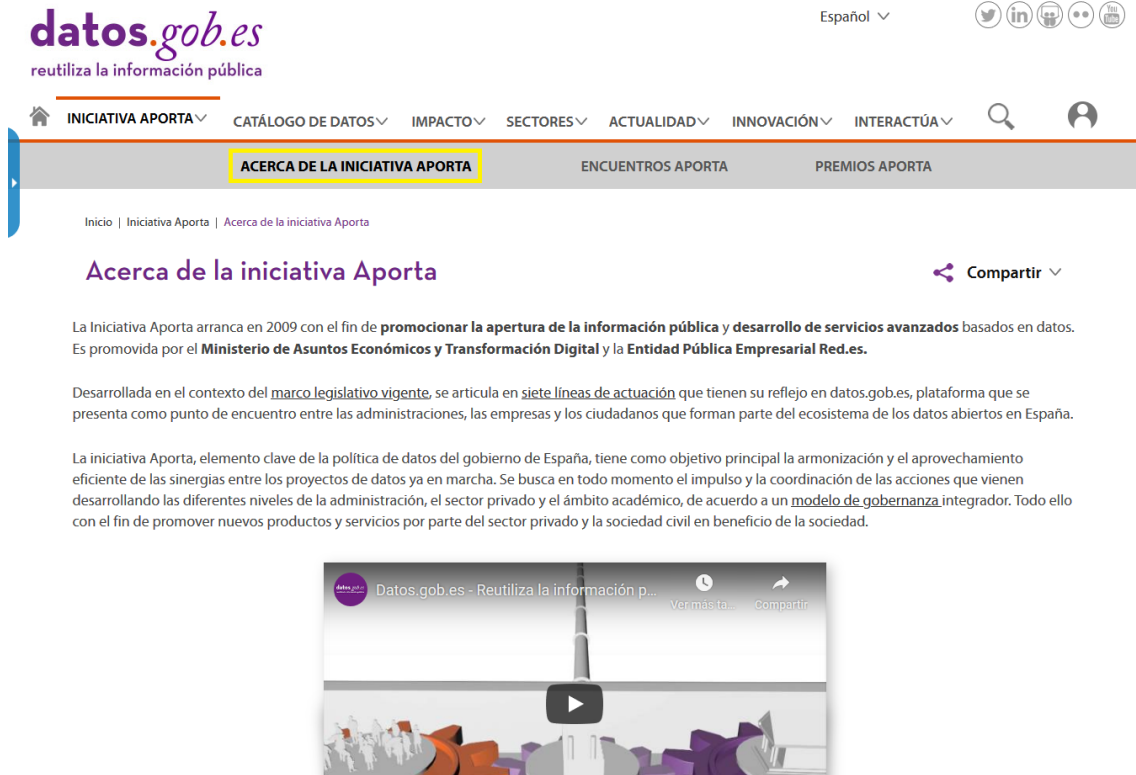 Español
You
Tube
datos.gob.es
reutiliza la información pública
INICIATIVA APORTA CATÁLOGO DE DATOS IMPACTO SECTORES ACTUALIDAD INNOVACIÓN INTERACTÚA
ACERCA DE LA INICIATIVA APORTA ENCUENTROS APORTA PREMIOS APORTA
Inicio | Iniciativa Aporta | Acerca de la iniciativa Aporta
Acerca de la iniciativa Aporta
Compartir
La Iniciativa Aporta arranca en 2009 con el fin de promocionar la apertura de la información pública y desarrollo de servicios avanzados basados en datos.
Es promovida por el Ministerio de Asuntos Económicos y Transformación Digital y la Entidad Pública Empresarial Red.es.
Desarrollada en el contexto del marco legislativo vigente, se articula en siete líneas de actuación que tienen su reflejo en datos.gob.es, plataforma que se
presenta como punto de encuentro entre las administraciones, las empresas y los ciudadanos que forman parte del ecosistema de los datos abiertos en España.
La iniciativa Aporta, elemento clave de la política de datos del gobierno de España, tiene como objetivo principal la armonización y el aprovechamiento
eficiente de las sinergias entre los proyectos de datos ya en marcha. Se busca en todo momento el impulso y la coordinación de las acciones que vienen
desarrollando las diferentes niveles de la administración, el sector privado y el ámbito académico, de acuerdo a un modelo de gobernanza integrador. Todo ello
con el fin de promover nuevos productos y servicios por parte del sector privado y la sociedad civil en beneficio de la sociedad.
datos.gob.es
Datos.gob.es - Reutiliza la información p...
Ver más ta... Compartir